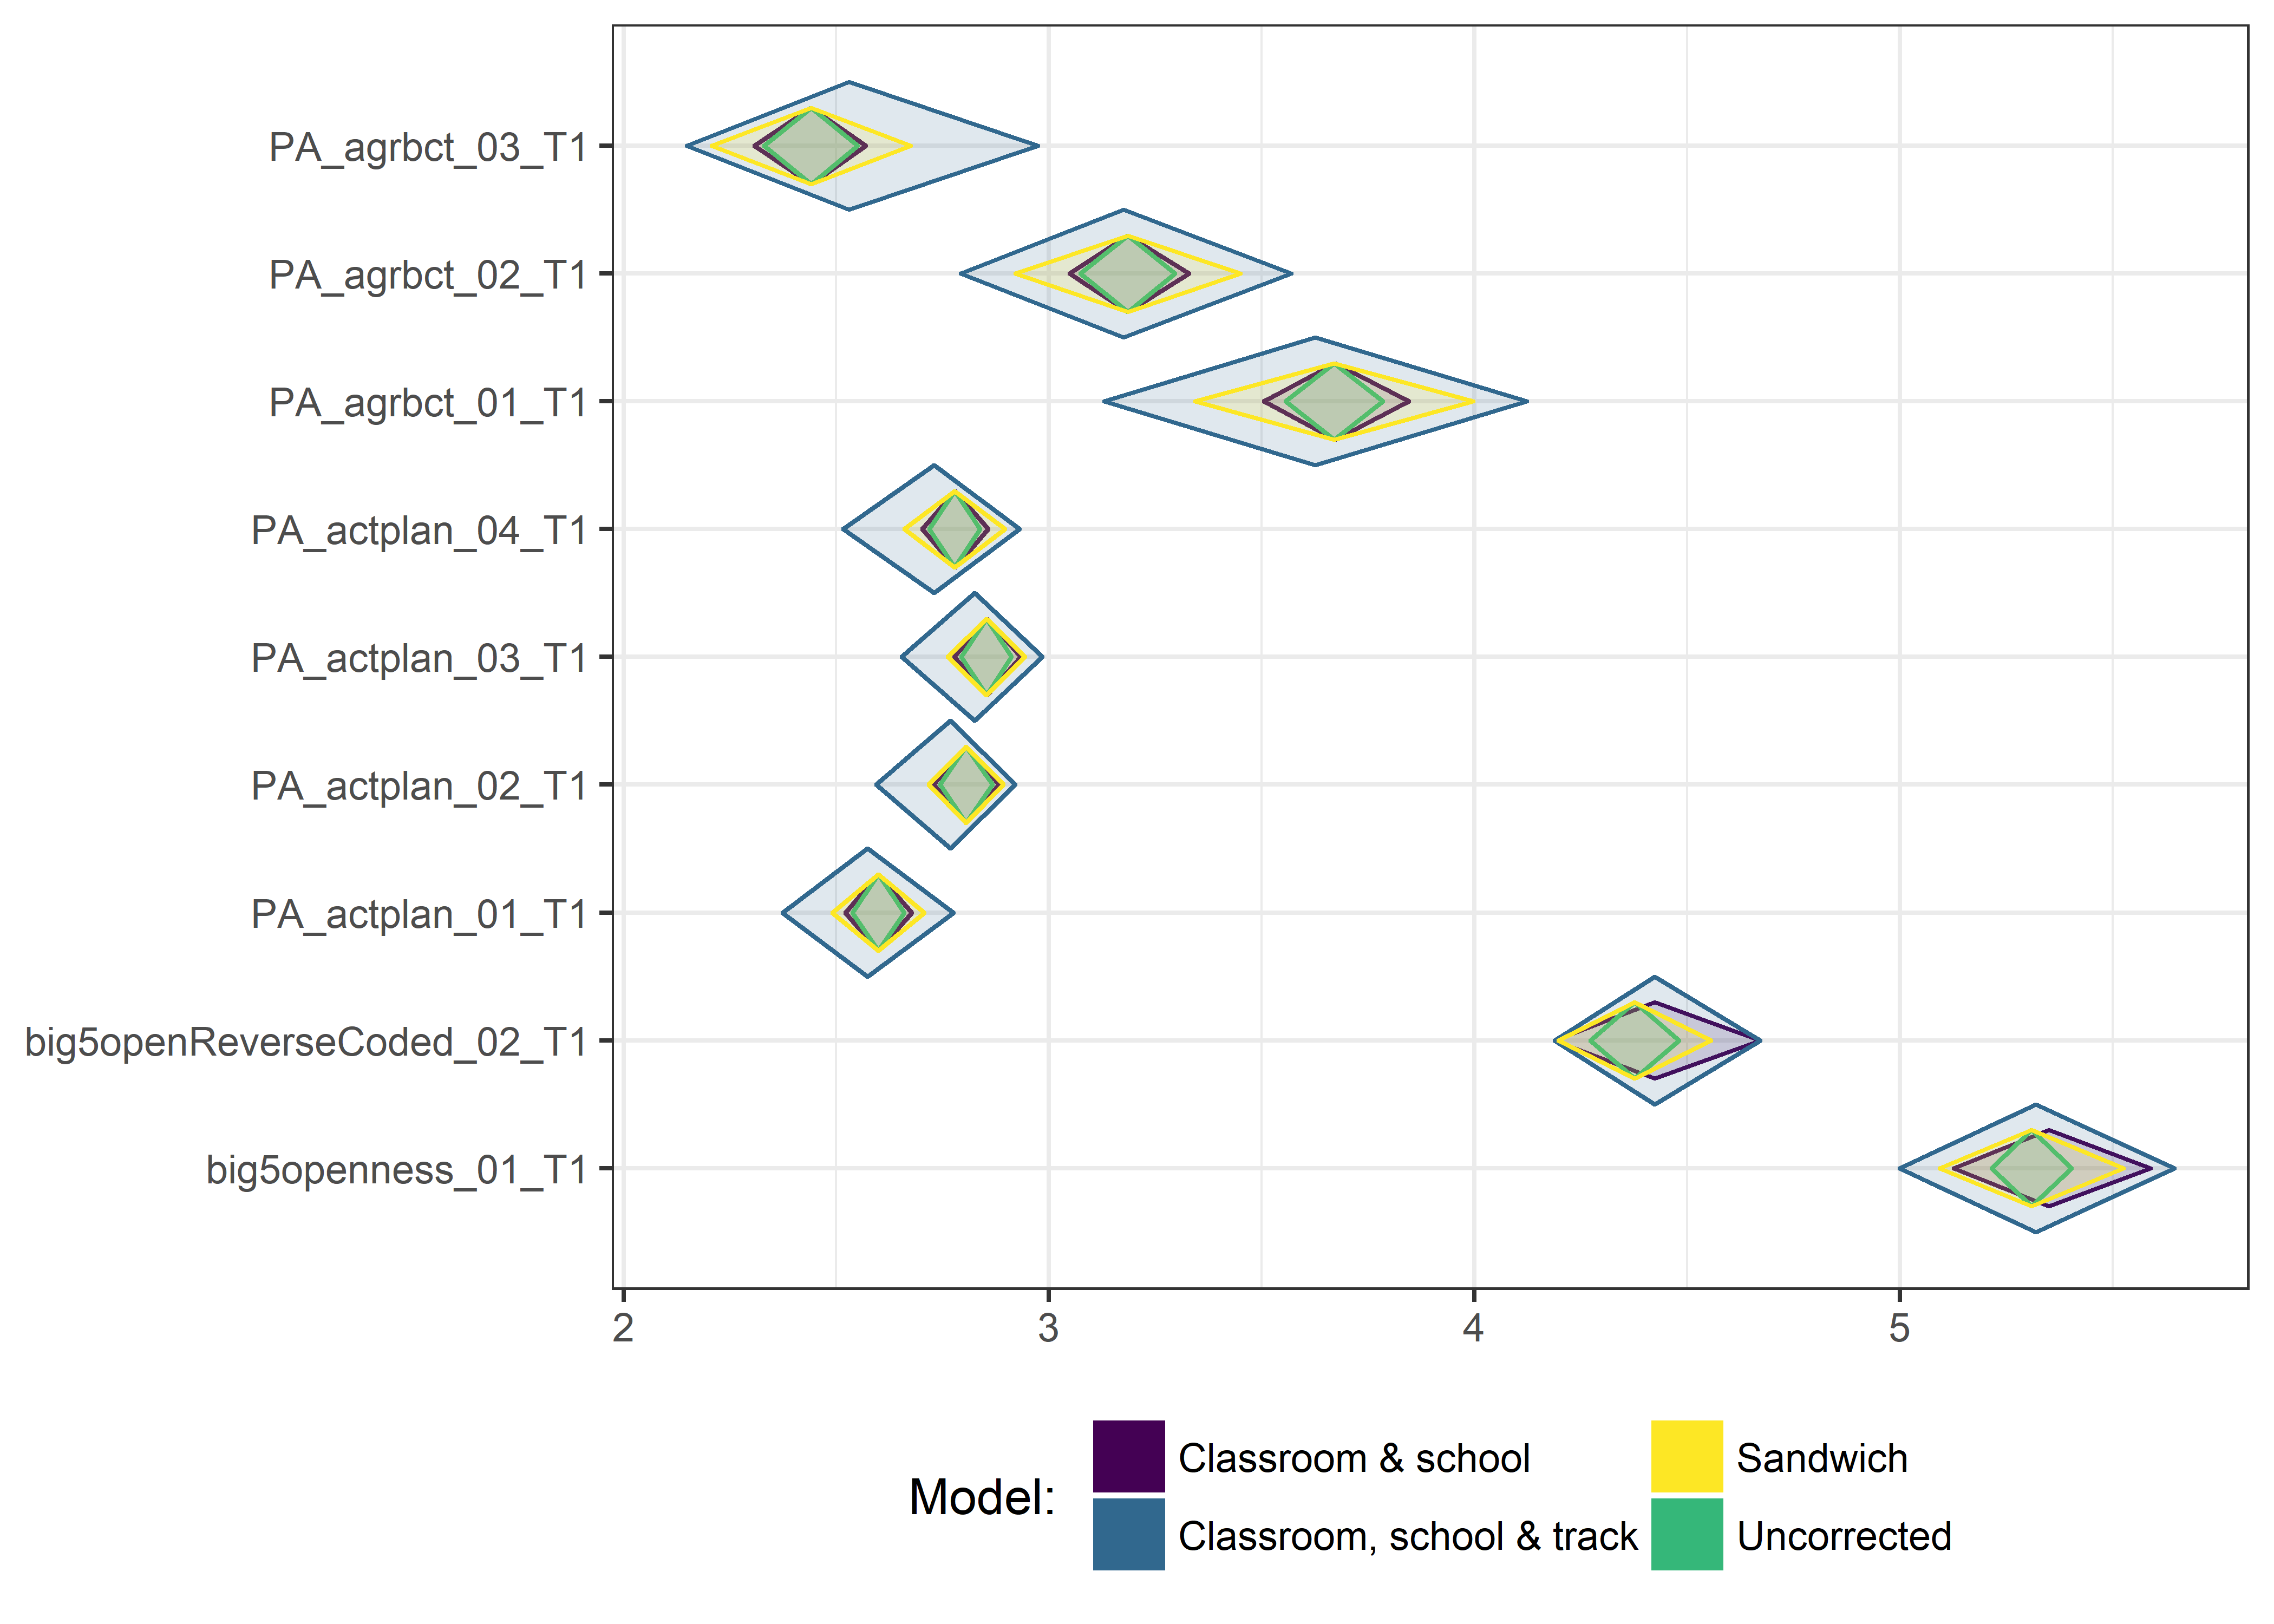 PA_agrbct_03_T1
PA_agrbct_02_T1
PA_agrbct_01_T1
PA_actplan_04_T1
PA_actplan_03_T1
PA_actplan_02_T1
PA_actplan_01_T1
big5openReverseCoded_02_T1
big5openness_01_T1
2 3 4 5
Model:
Classroom & school
Classroom, school & track
Sandwich
Uncorrected